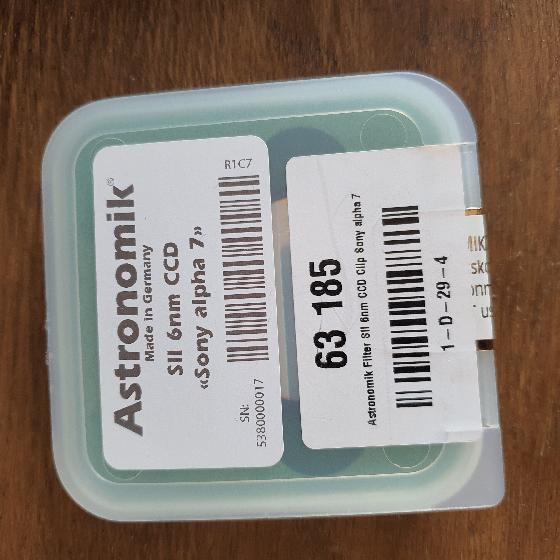 Astronomik®
Made in Germany
SII 6nm CCD
«Sony alpha 7»
SN:
5380000017
R1C7
63 185
Astronomik Filter SII 6nm CCD Clip Sony alpha 7
1-D-29-4